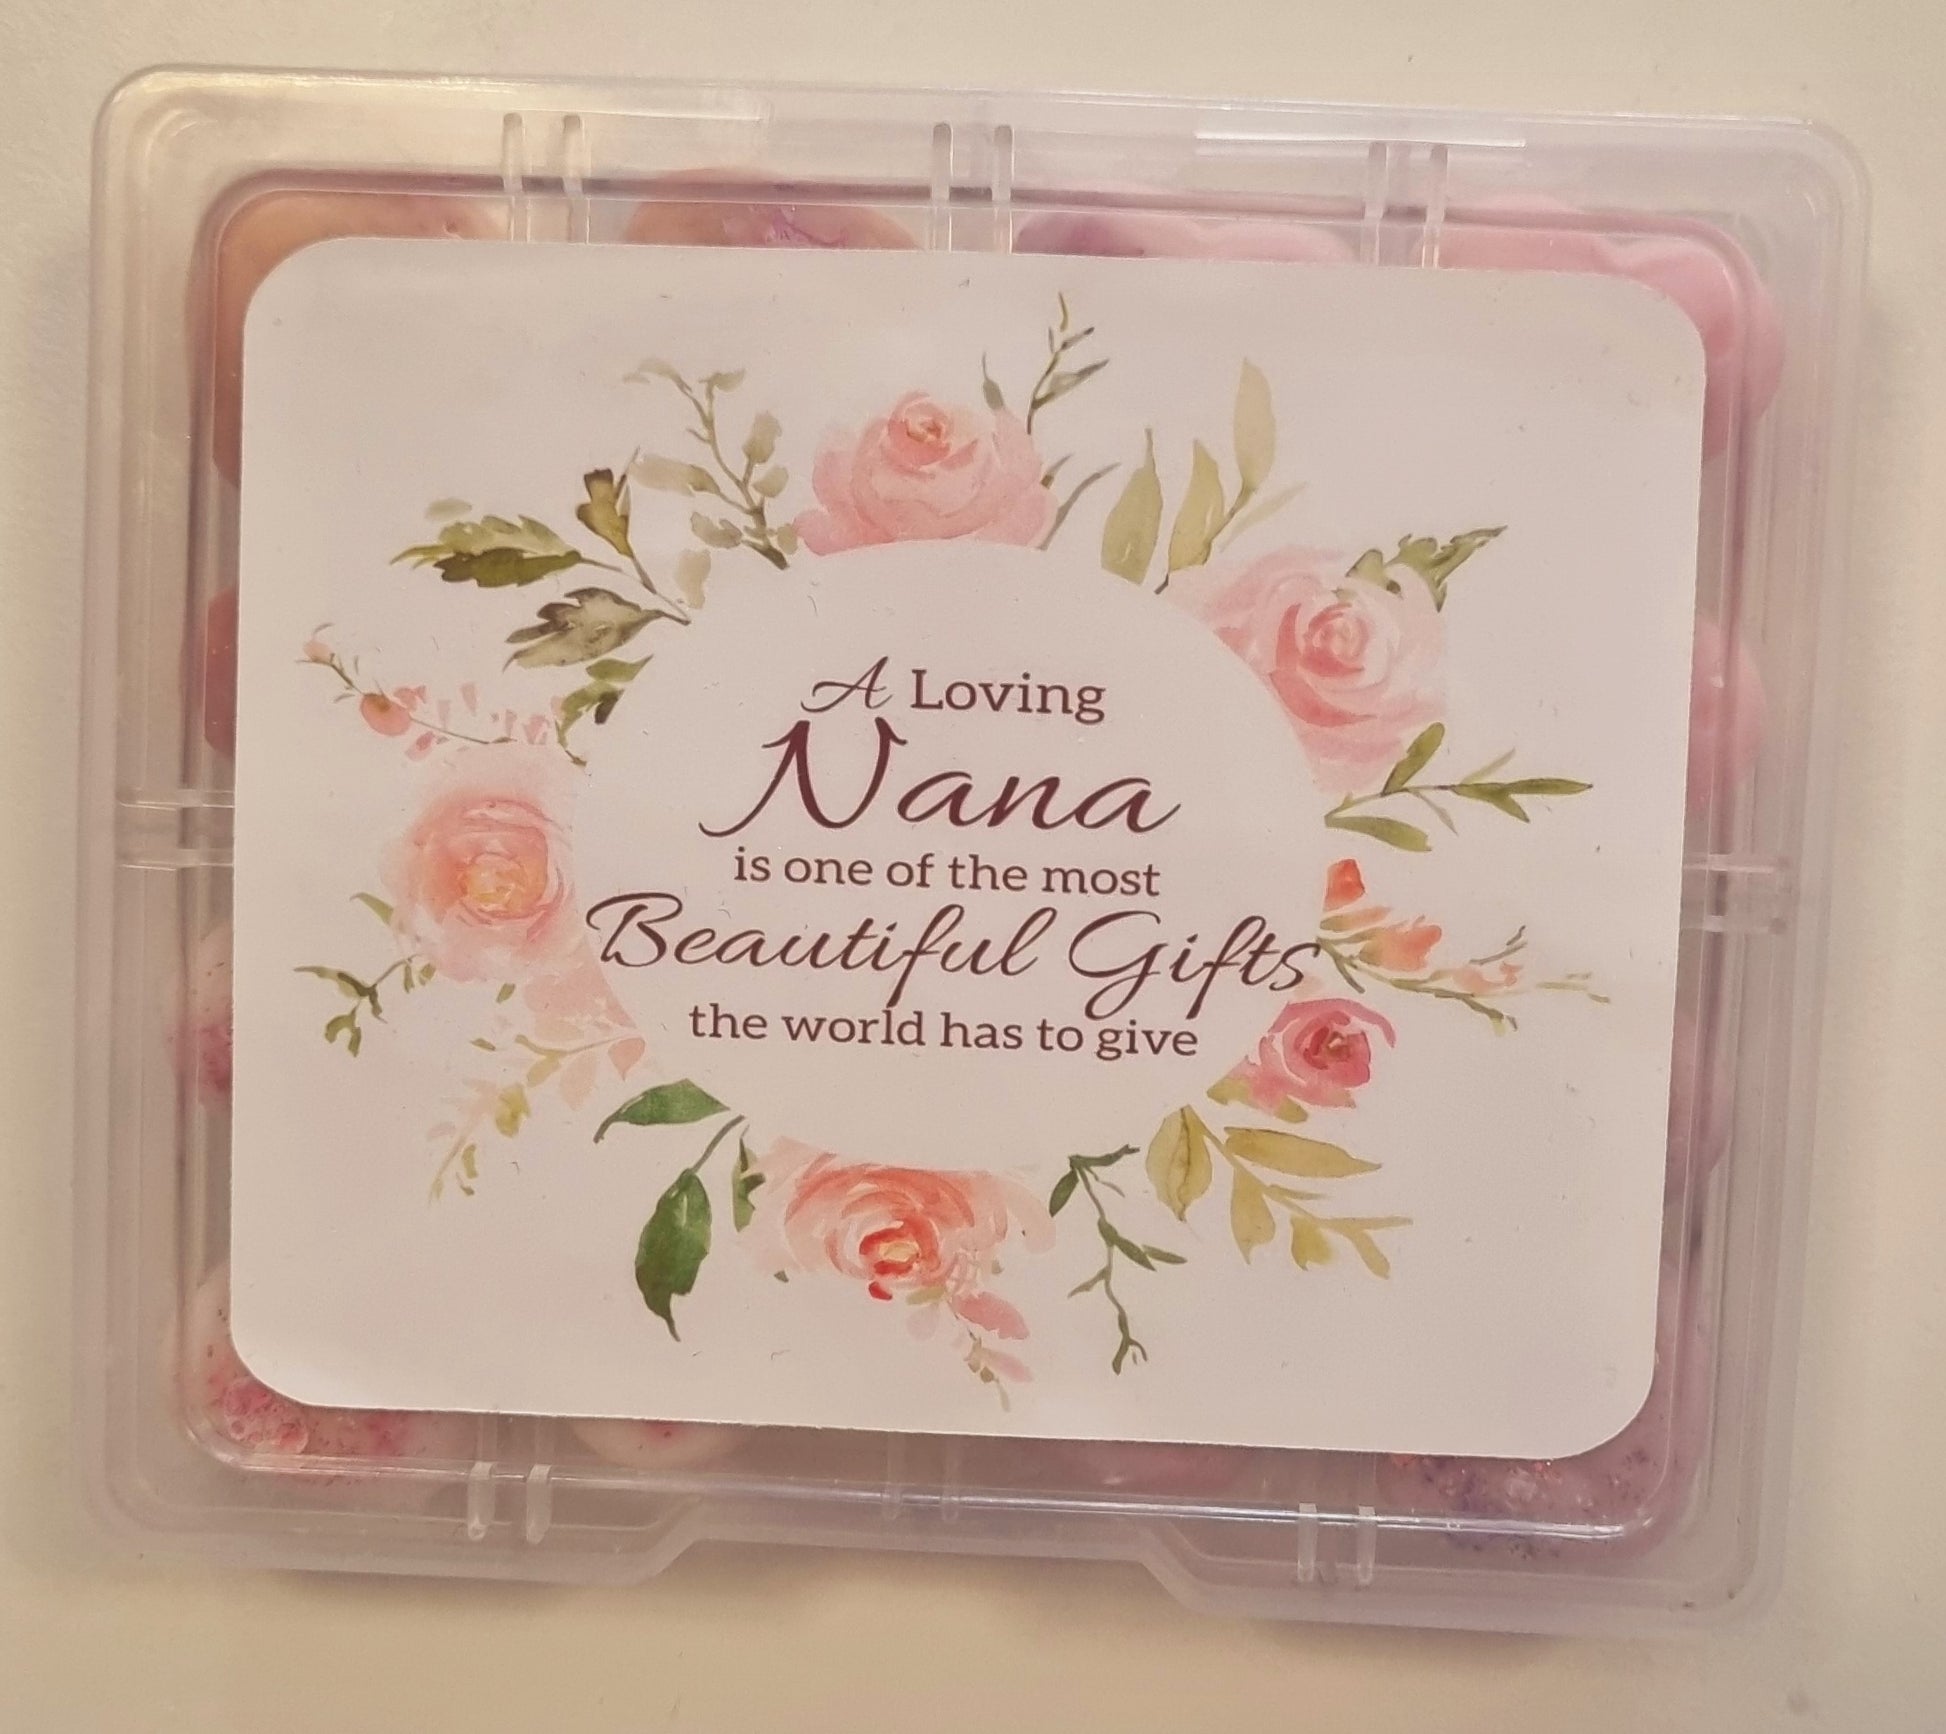 A Loving
Nana
is one of the most
Beautiful Gifts
the world has to give